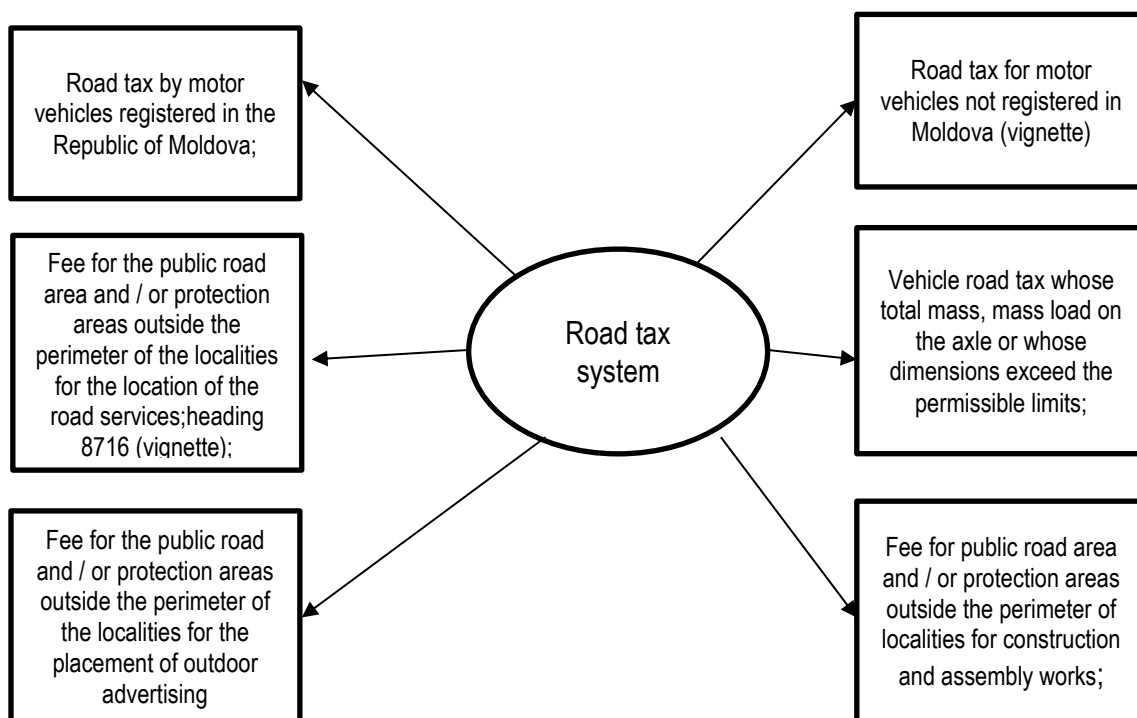 Road tax by motor
vehicles registered in the
Republic of Moldova;
Road tax for motor
vehicles not registered in
Moldova (vignette)
Fee for the public road
area and / or protection
areas outside the
perimeter of the localities
for the location of the
road services;heading
8716 (vignette);
Road tax
system
Vehicle road tax whose
total mass, mass load on
the axle or whose
dimensions exceed the
permissible limits;
Fee for the public road
and / or protection areas
outside the perimeter of
the localities for the
placement of outdoor
advertising
Fee for public road area
and / or protection areas
outside the perimeter of
localities for construction
and assembly works;